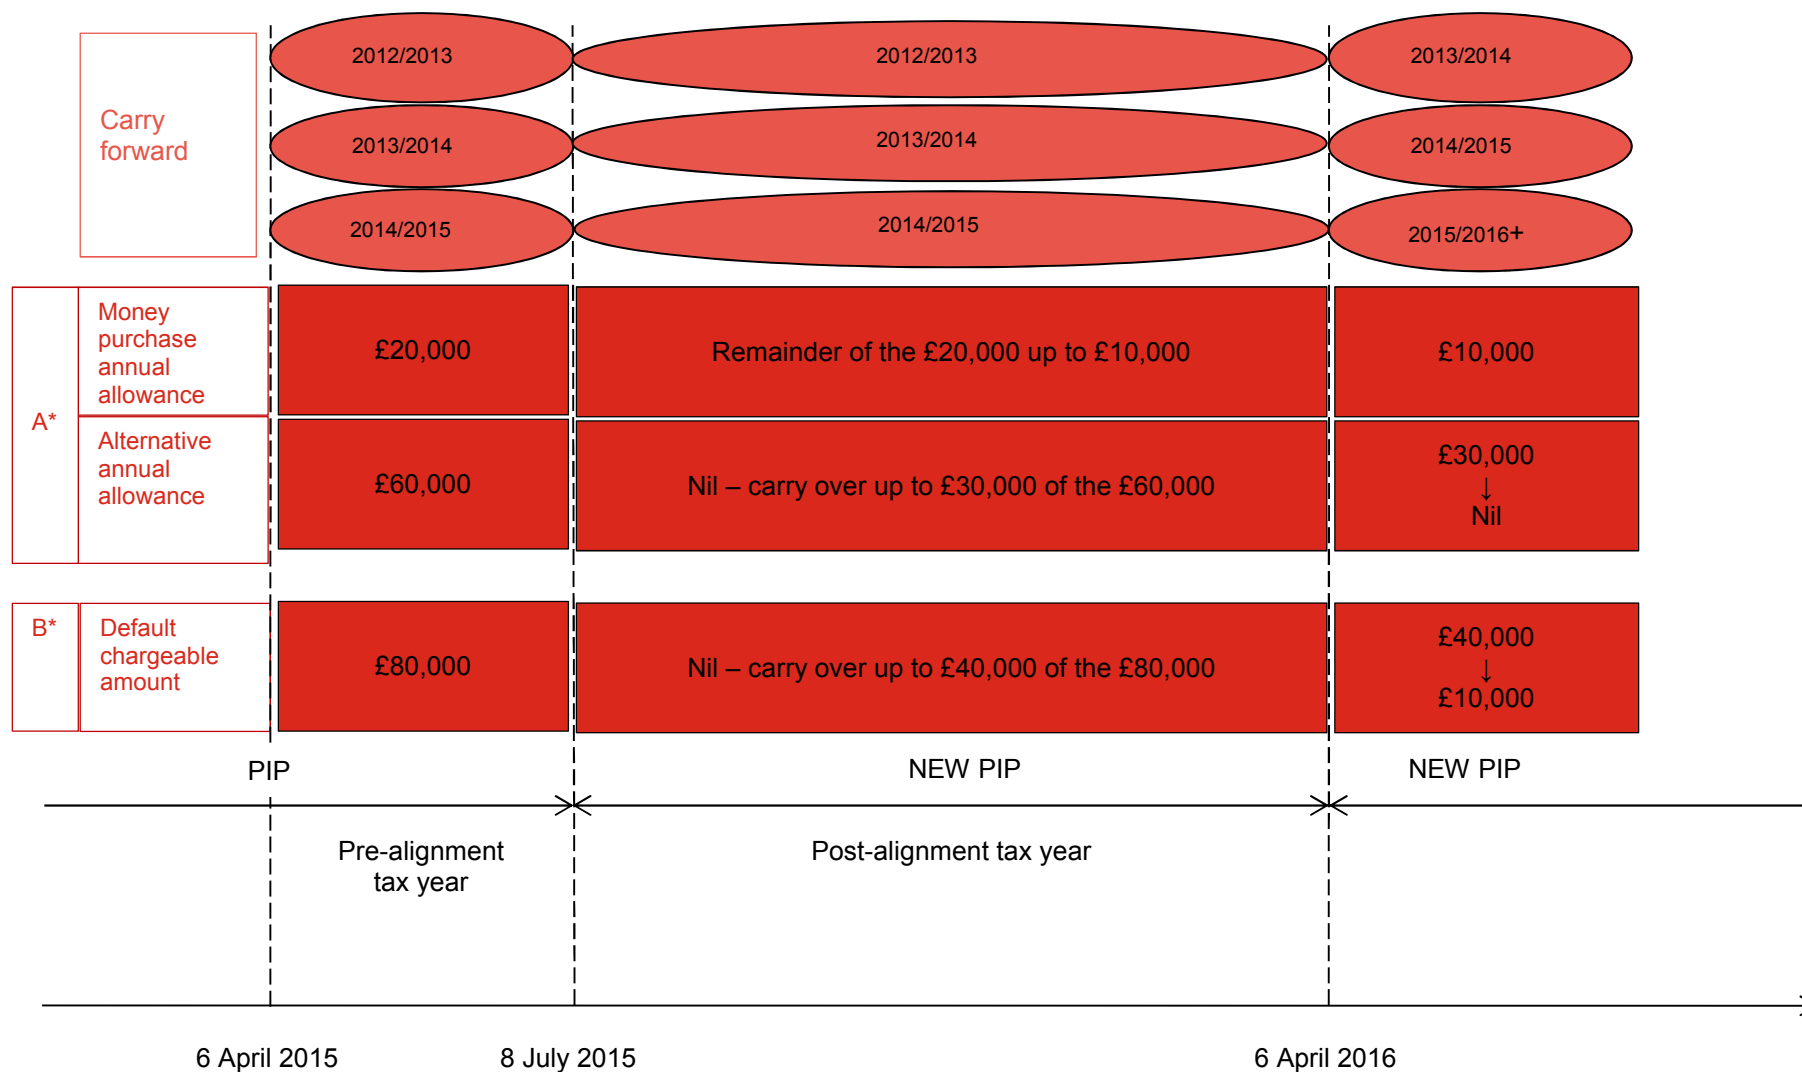 2012/2013
2012/2013
2013/2014
Carry
forward
2013/2014
2013/2014
2014/2015
2014/2015
2014/2015
2015/2016+
A*
Money
purchase
annual
allowance
£20,000
Remainder of the £20,000 up to £10,000
£10,000
Alternative
annual
allowance
£60,000
Nil – carry over up to £30,000 of the £60,000
£30,000
↓
Nil
B*
Default
chargeable
amount
£80,000
Nil – carry over up to £40,000 of the £80,000
£40,000
↓
£10,000
PIP
NEW PIP
NEW PIP
Pre-alignment
tax year
Post-alignment tax year
6 April 2015
8 July 2015
6 April 2016